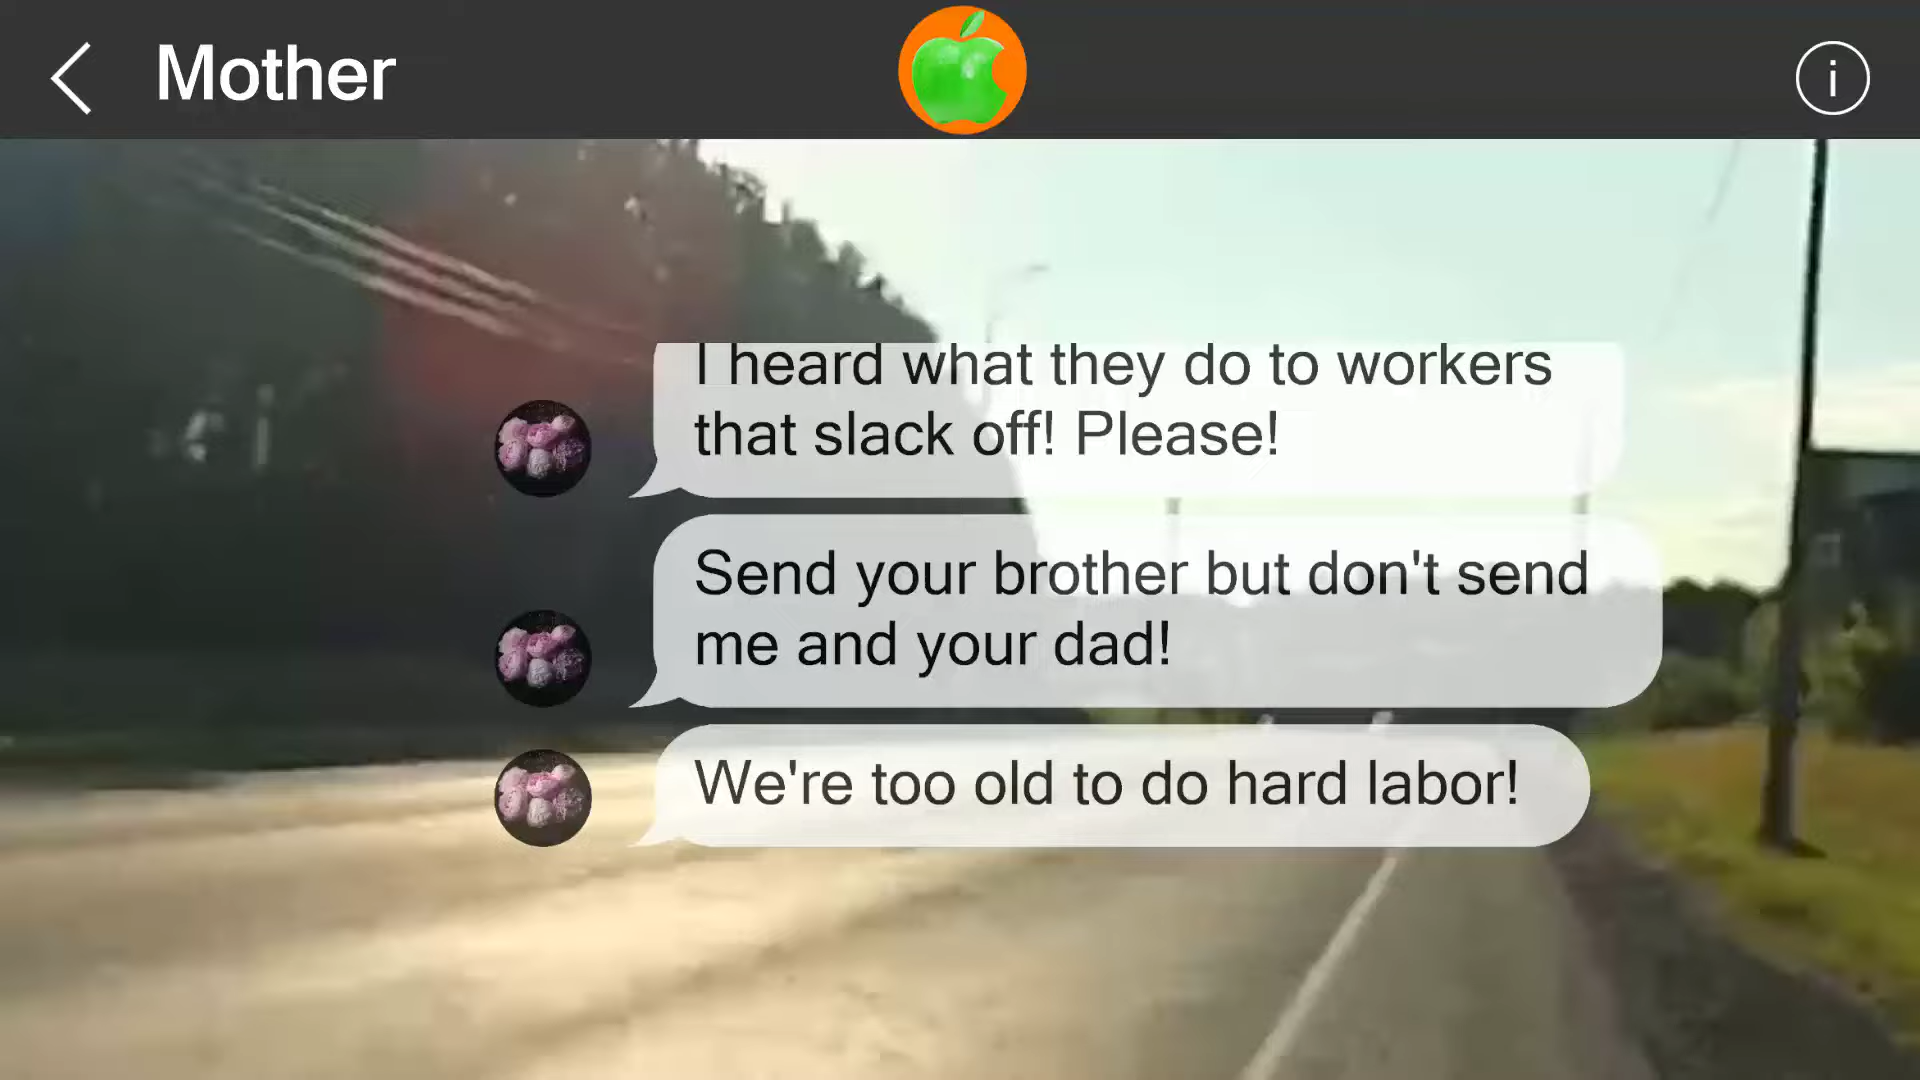 Mother
I heard what they do to workers
that slack off! Please!
Send your brother but don't send
me and your dad!
We're too old to do hard labor!